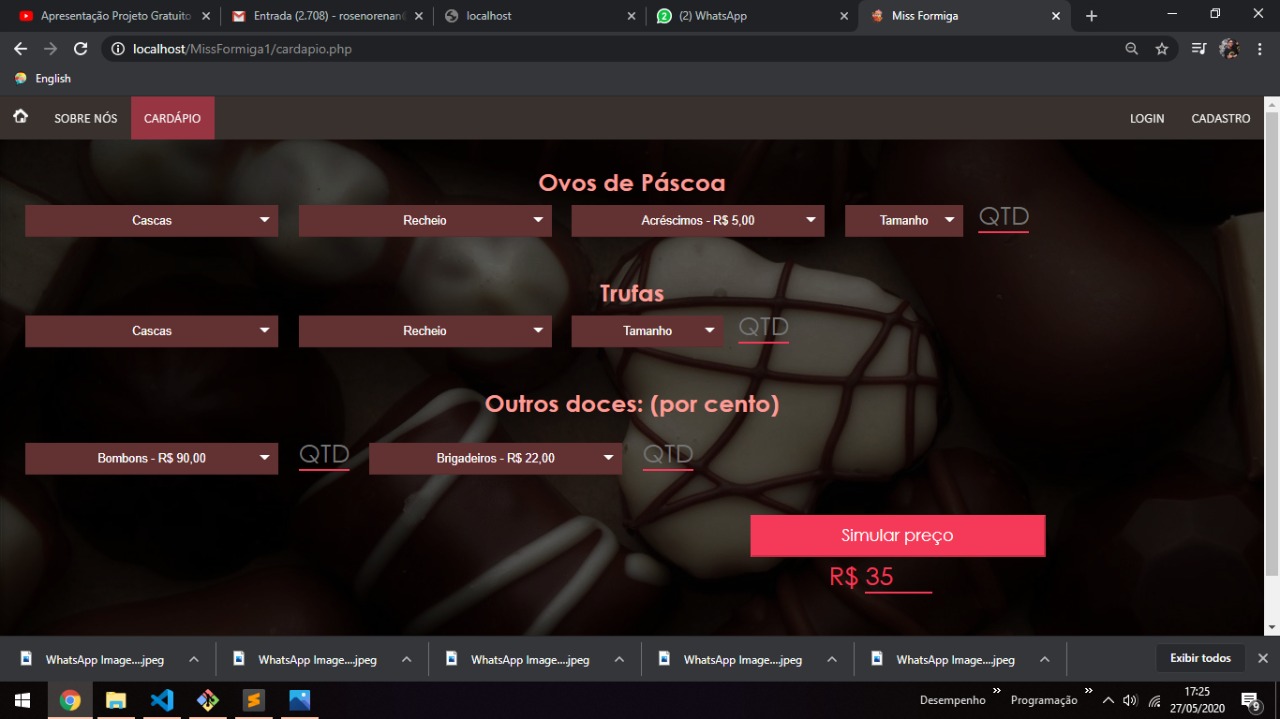 Apresentação Projeto Gratuito
Entrada (2.708) - rosenorenan
localhost
2
(2) WhatsApp
Miss Formiga
localhost/MissFormiga1/cardapio.php
English
SOBRE NÓS
CARDÁPIO
LOGIN
CADASTRO
Ovos de Páscoa
Cascas
Recheio
Acréscimos - R$ 5,00
Tamanho
QTD
Trufas
Cascas
Recheio
Tamanho
QTD
Outros doces: (por cento)
Bombons - R$ 90,00
QTD
Brigadeiros - R$ 22,00
QTD
Simular preço
R$ 35
WhatsApp Image....jpeg
WhatsApp Image....jpeg
WhatsApp Image....jpeg
WhatsApp Image....jpeg
WhatsApp Image....jpeg
Exibir todos
Desempenho
Programação
17:25
27/05/2020
9